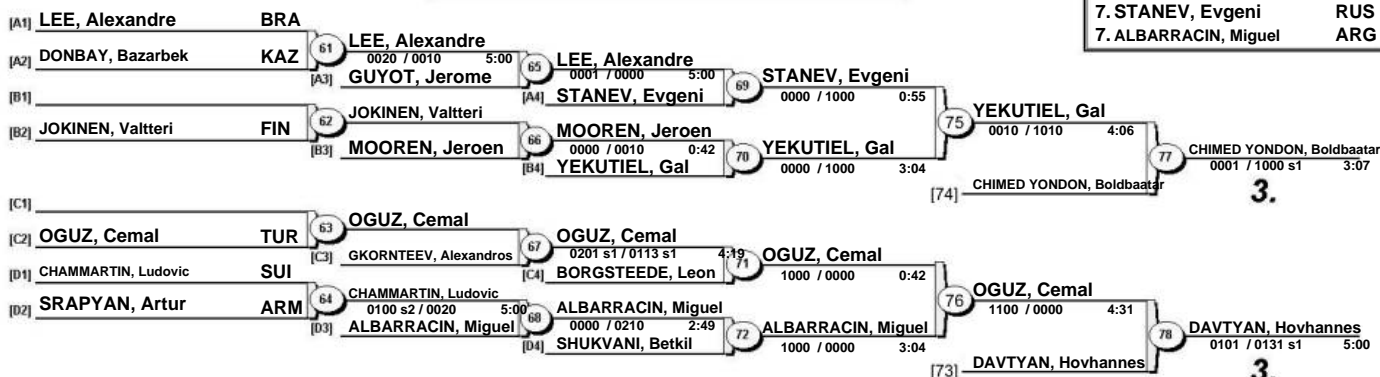 7. STANEV, Evgeni RUS
7. ALBARRACIN, Miguel ARG
[A1] LEE, Alexandre BRA
[A2] DONBAY, Bazarbek KAZ
61
LEE, Alexandre
0020 / 0010 5:00
[A3] GUYOT, Jerome
65
LEE, Alexandre
0001 / 0000 5:00
[A4] STANEV, Evgeni
69
STANEV, Evgeni
0000 / 1000 0:55
[B1]
[B2] JOKINEN, Valtteri FIN
62
JOKINEN, Valtteri
[B3] MOOREN, Jeroen
66
MOOREN, Jeroen
0000 / 0010 0:42
[B4] YEKUTIEL, Gal
70
YEKUTIEL, Gal
0000 / 1000 3:04
75
YEKUTIEL, Gal
0010 / 1010 4:06
[74] CHIMED YONDON, Boldbaatar
77
CHIMED YONDON, Boldbaatar
0001 / 1000 s1 3:07
3.
[C1]
[C2] OGUZ, Cemal TUR
63
OGUZ, Cemal
[C3] GKORNTEEV, Alexandros
67
OGUZ, Cemal
0201 s1 / 0113 s1 4:19
[C4] BORGSTEEDE, Leon
71
OGUZ, Cemal
1000 / 0000 0:42
[D1] CHAMMARTIN, Ludovic SUI
[D2] SRAPYAN, Artur ARM
64
CHAMMARTIN, Ludovic
0100 s2 / 0020 5:00
[D3] ALBARRACIN, Miguel
68
ALBARRACIN, Miguel
0000 / 0210 2:49
[D4] SHUKVANI, Betkil
72
ALBARRACIN, Miguel
1000 / 0000 3:04
76
OGUZ, Cemal
1100 / 0000 4:31
[73] DAVTYAN, Hovhannes
78
DAVTYAN, Hovhannes
0101 / 0131 s1 5:00
3.